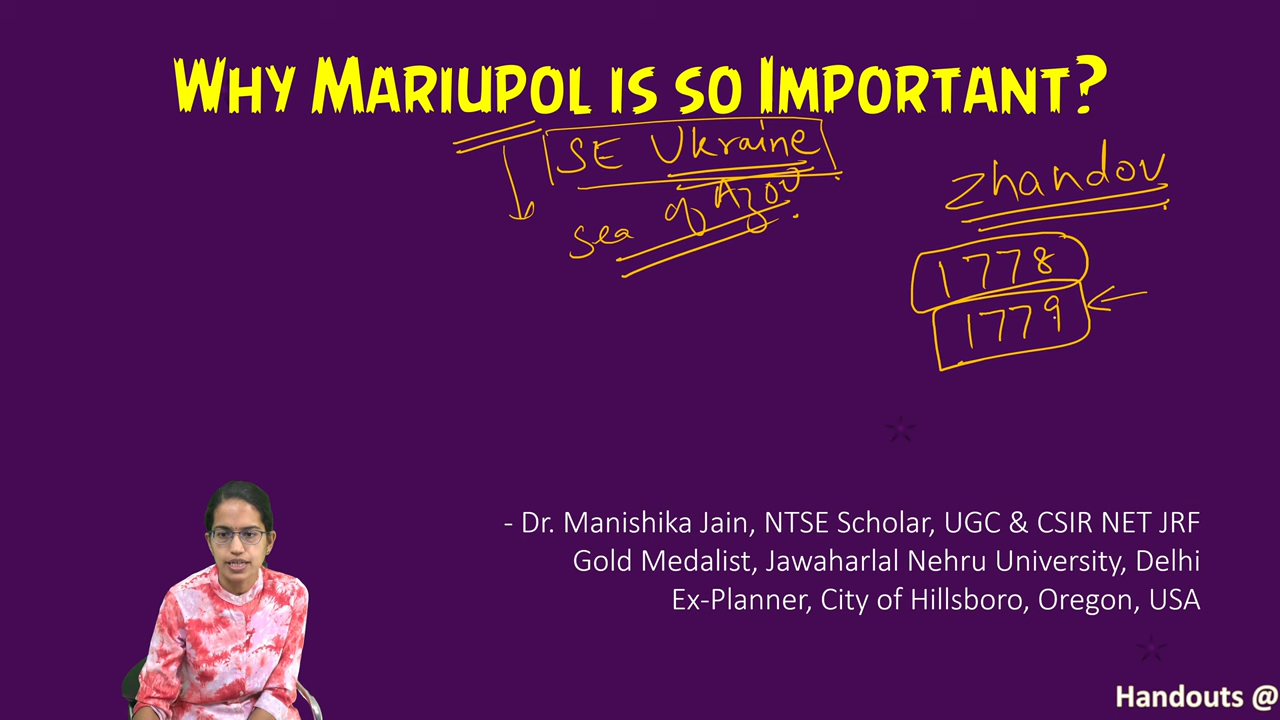 WHY MARIUPOL IS SO IMPORTANT?
SE Ukraine
Sea of Azov
Zhandov
1778
1779
- Dr. Manishika Jain, NTSE Scholar, UGC & CSIR NET JRF
Gold Medalist, Jawaharlal Nehru University, Delhi
Ex-Planner, City of Hillsboro, Oregon, USA
Handouts @